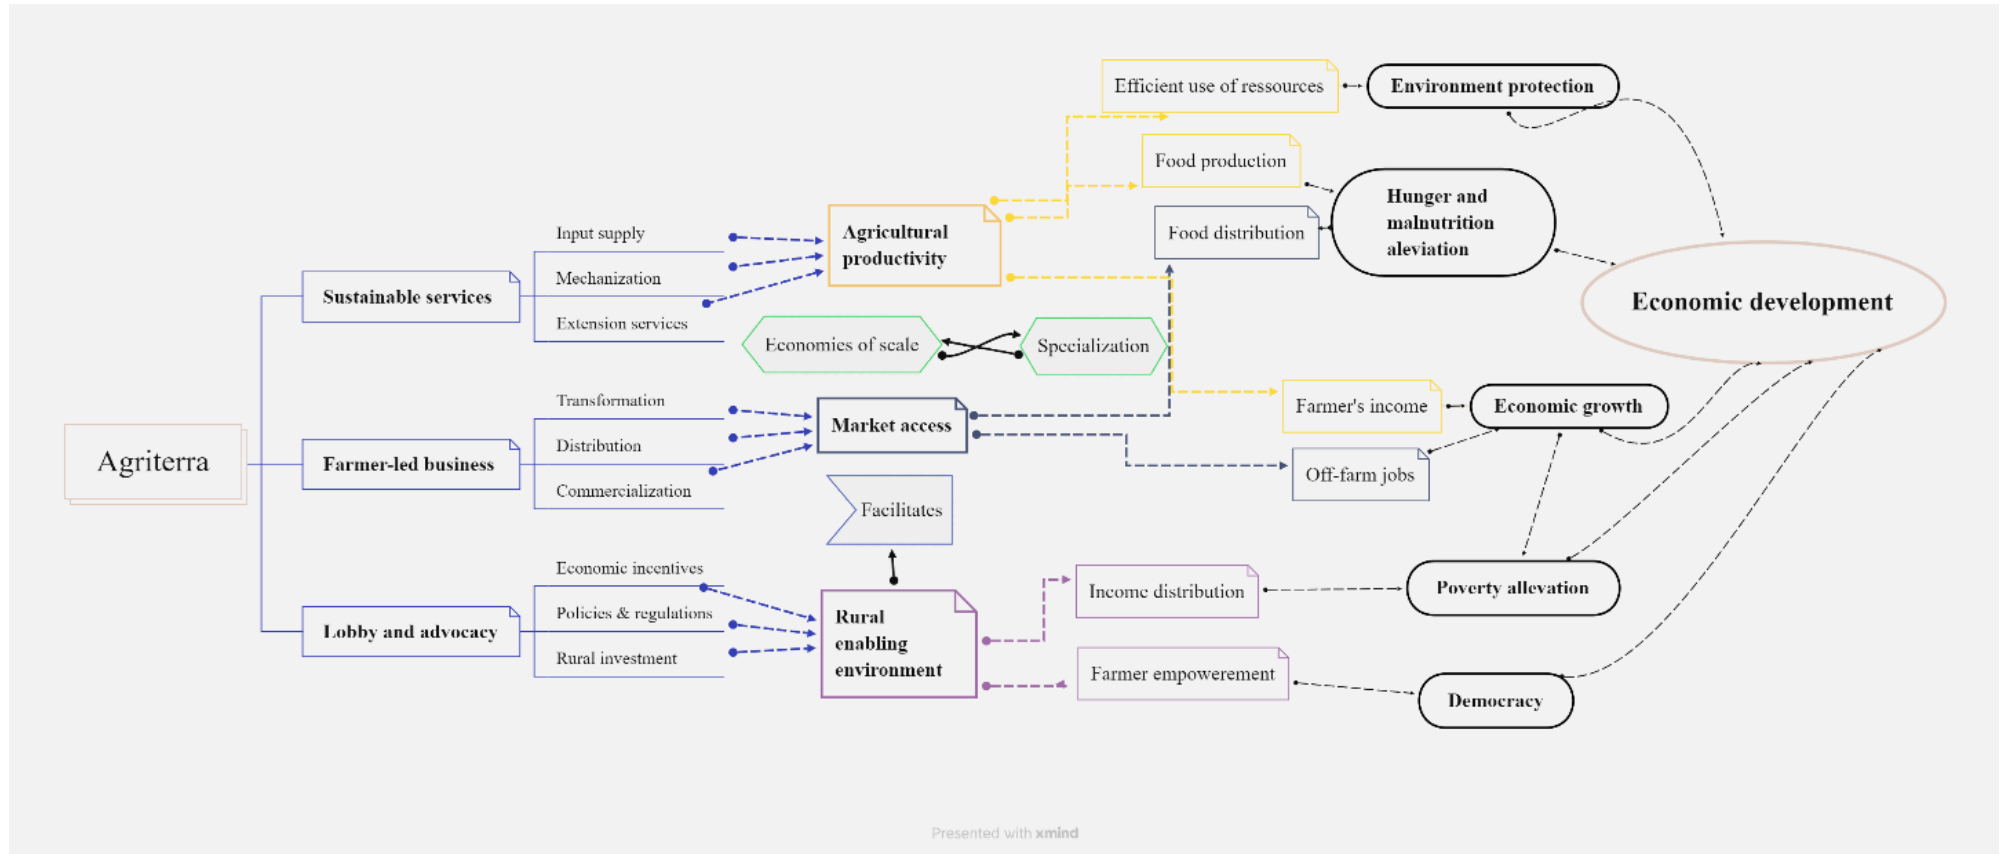 Efficient use of ressources
Environment protection
Food production
Hunger and
malnutrition
aleviation
Food distribution
Agricultural
productivity
Input supply
Mechanization
Extension services
Sustainable services
Economic development
Economies of scale
Specialization
Transformation
Distribution
Commercialization
Farmer-led business
Agriterra
Market access
Farmer's income
Economic growth
Off-farm jobs
Facilitates
Economic incentives
Policies & regulations
Rural investment
Lobby and advocacy
Rural
enabling
environment
Income distribution
Poverty allevation
Farmer empowerement
Democracy
Presented with xmind